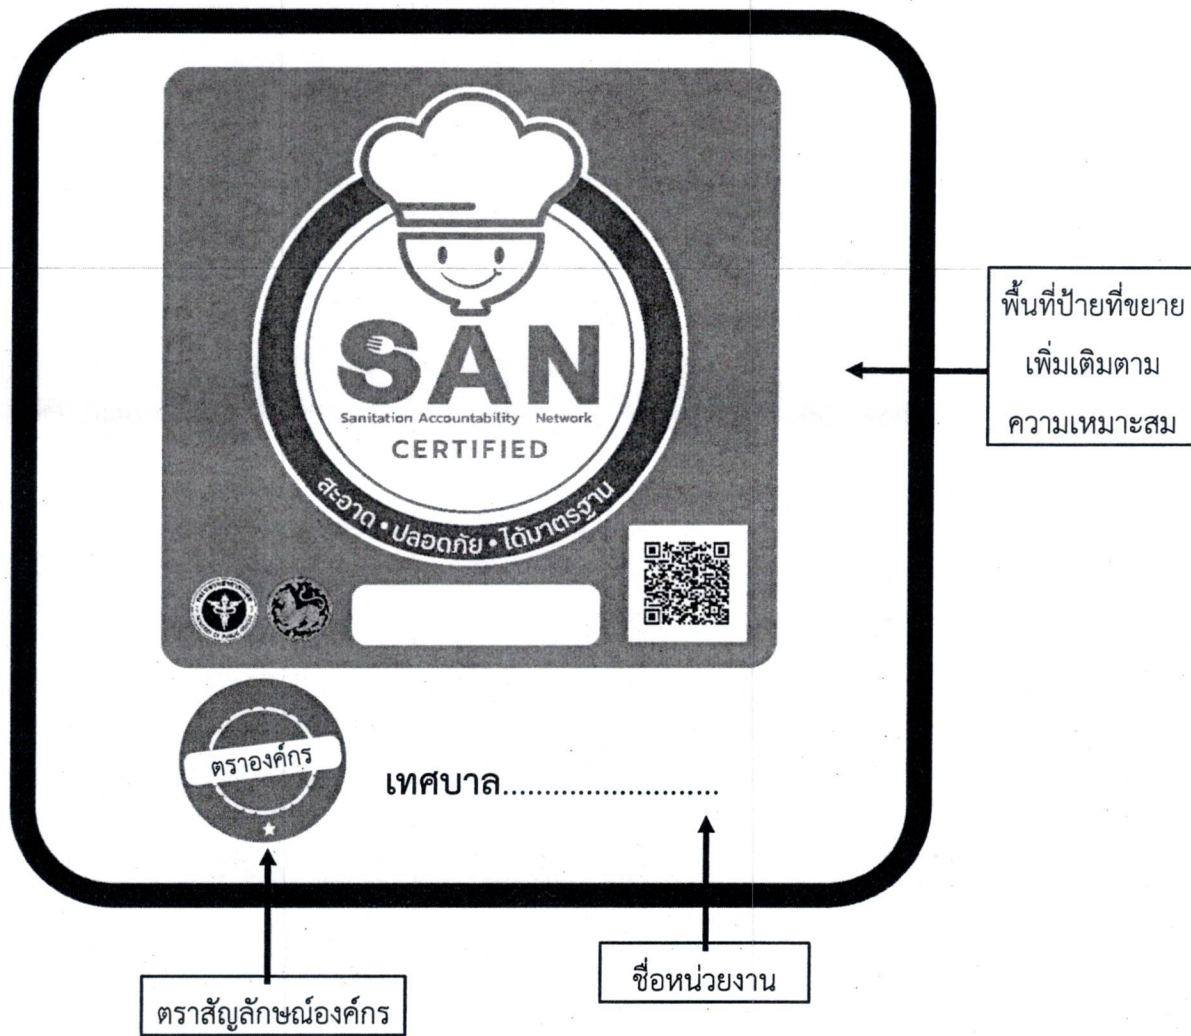 SAN
Sanitation Accountability Network
CERTIFIED
สะอาด • ปลอดภัย • ได้มาตรฐาน
พื้นที่ป้ายที่ขยาย
เพิ่มเติมตาม
ความเหมาะสม
ตราองค์กร
เทศบาล..........................
ตราสัญลักษณ์องค์กร
ชื่อหน่วยงาน